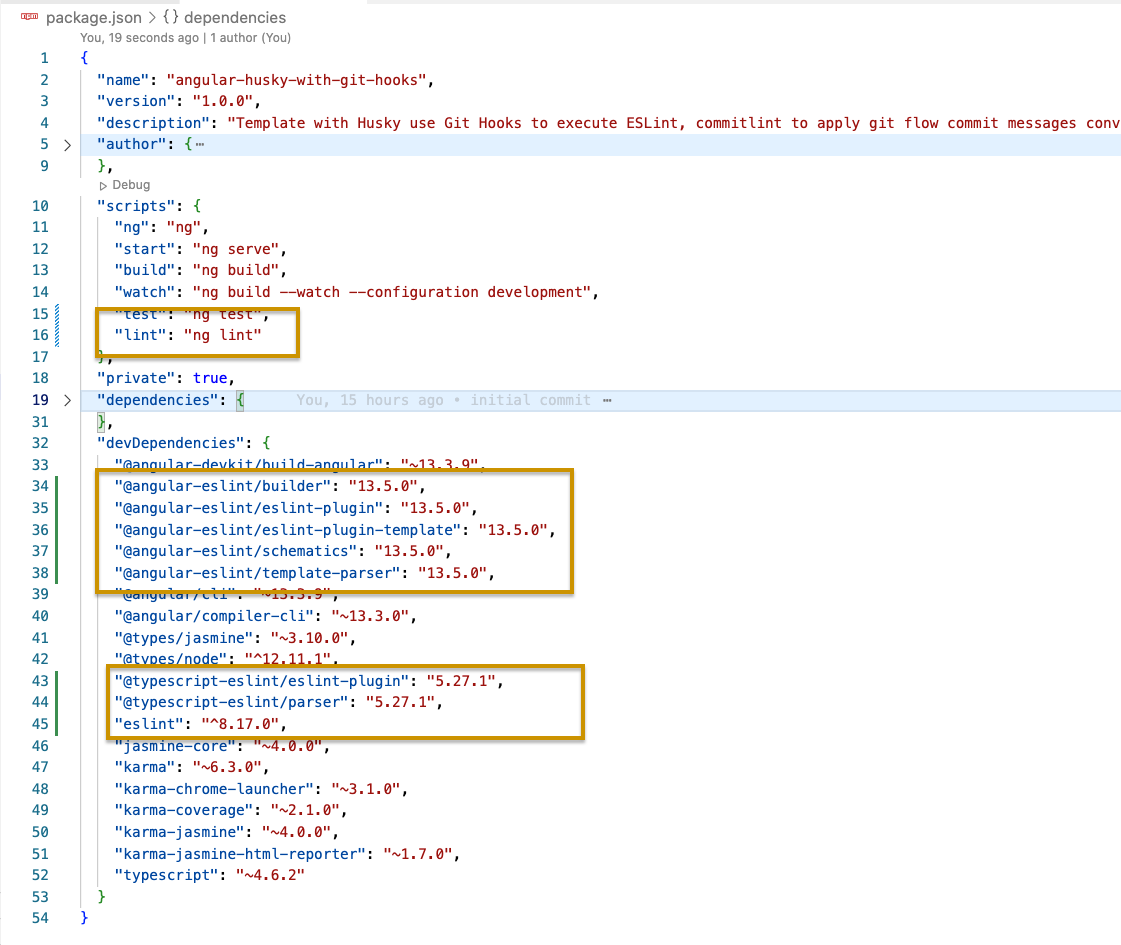 package.json > {} dependencies
You, 19 seconds ago | 1 author (You)
1 {
2 "name": "angular-husky-with-git-hooks",
3 "version": "1.0.0",
4 "description": "Template with Husky use Git Hooks to execute ESLint, commitlint to apply git flow commit messages conv
5 > "author": { ⋯
9 },
▷ Debug
10 "scripts": {
11 "ng": "ng",
12 "start": "ng serve",
13 "build": "ng build",
14 "watch": "ng build --watch --configuration development",
15 "test": "ng test",
16 "lint": "ng lint"
17 },
18 "private": true,
19 > "dependencies": { You, 15 hours ago • initial commit ⋯
31 },
32 "devDependencies": {
33 "@angular-devkit/build-angular": "~13.3.9",
34 "@angular-eslint/builder": "13.5.0",
35 "@angular-eslint/eslint-plugin": "13.5.0",
36 "@angular-eslint/eslint-plugin-template": "13.5.0",
37 "@angular-eslint/schematics": "13.5.0",
38 "@angular-eslint/template-parser": "13.5.0",
39 "@angular/cli": "~13.3.9",
40 "@angular/compiler-cli": "~13.3.0",
41 "@types/jasmine": "~3.10.0",
42 "@types/node": "^12.11.1",
43 "@typescript-eslint/eslint-plugin": "5.27.1",
44 "@typescript-eslint/parser": "5.27.1",
45 "eslint": "^8.17.0",
46 "jasmine-core": "~4.0.0",
47 "karma": "~6.3.0",
48 "karma-chrome-launcher": "~3.1.0",
49 "karma-coverage": "~2.1.0",
50 "karma-jasmine": "~4.0.0",
51 "karma-jasmine-html-reporter": "~1.7.0",
52 "typescript": "~4.6.2"
53 }
54 }